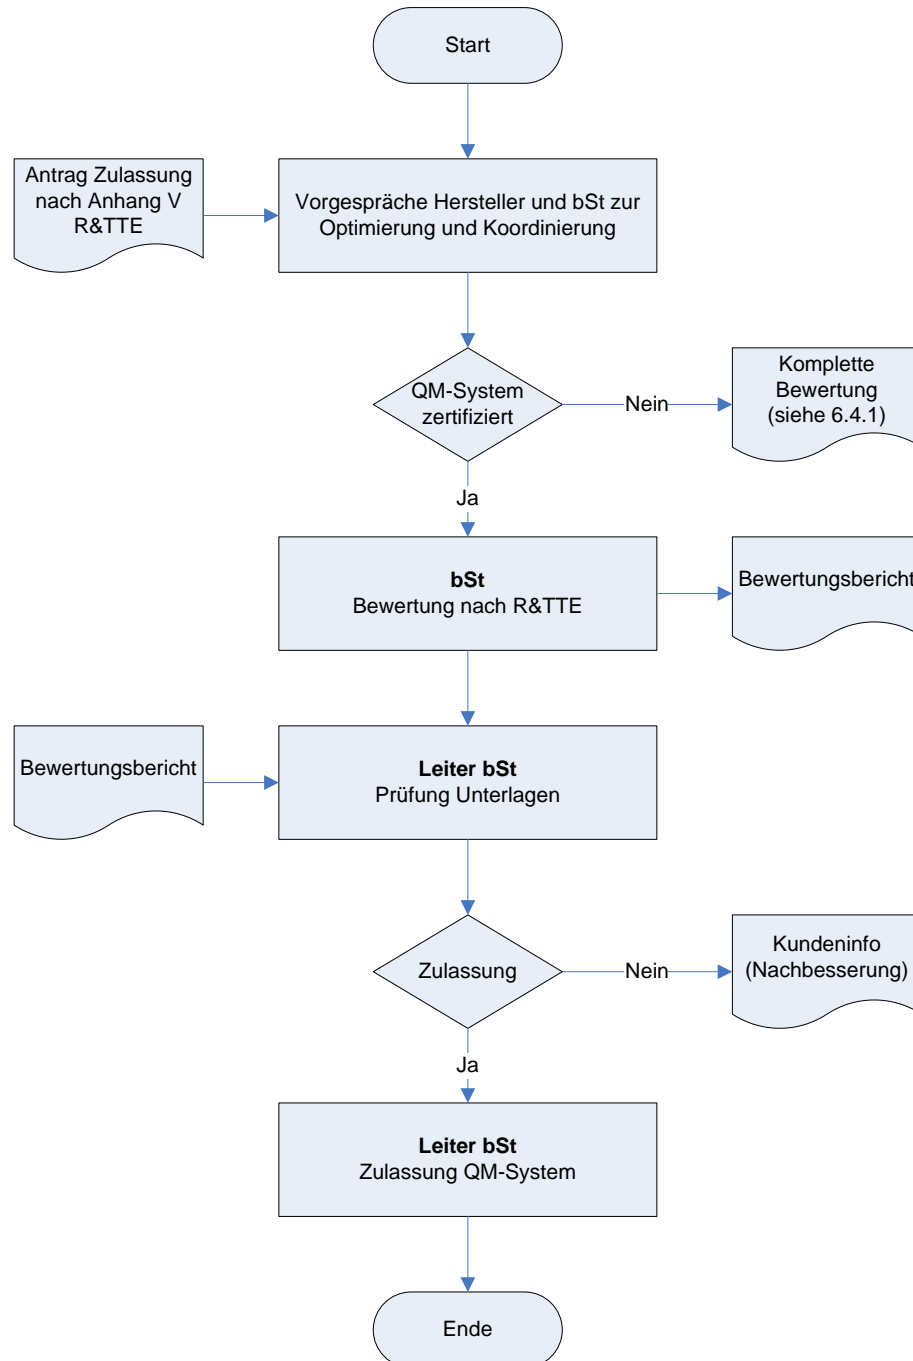 Start
Antrag Zulassung
nach Anhang V
R&TTE
Vorgespräche Hersteller und bSt zur
Optimierung und Koordinierung
QM-System
zertifiziert
Nein
Komplette
Bewertung
(siehe 6.4.1)
Ja
bSt
Bewertung nach R&TTE
Bewertungsbericht
Bewertungsbericht
Leiter bSt
Prüfung Unterlagen
Zulassung
Nein
Kundeninfo
(Nachbesserung)
Ja
Leiter bSt
Zulassung QM-System
Ende